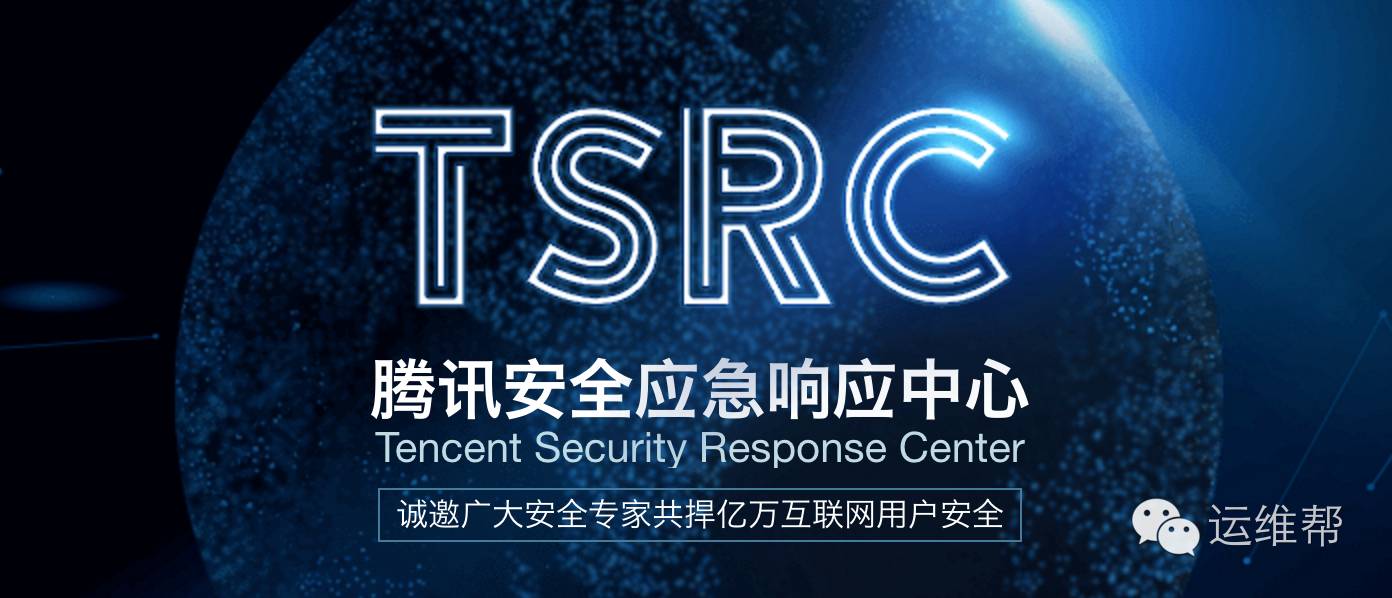 TSRC
腾讯安全应急响应中心
Tencent Security Response Center
诚邀广大安全专家共捍亿万互联网用户安全
运维帮